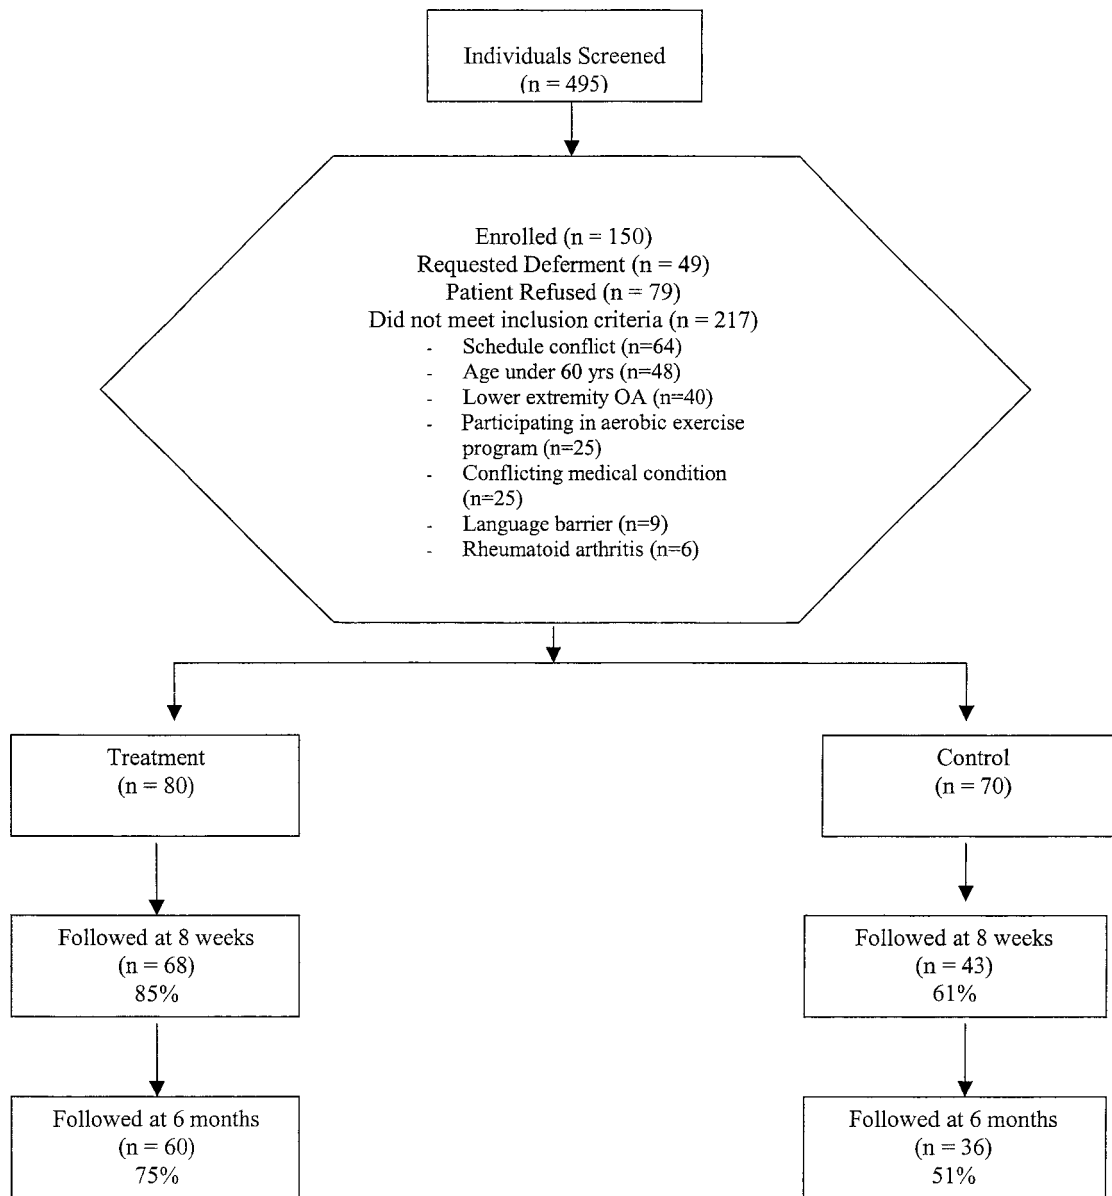 Individuals Screened
(n = 495)
Enrolled (n = 150)
Requested Deferment (n = 49)
Patient Refused (n = 79)
Did not meet inclusion criteria (n = 217)
- Schedule conflict (n=64)
- Age under 60 yrs (n=48)
- Lower extremity OA (n=40)
- Participating in aerobic exercise
program (n=25)
- Conflicting medical condition
(n=25)
- Language barrier (n=9)
- Rheumatoid arthritis (n=6)
Treatment
(n = 80)
Control
(n = 70)
Followed at 8 weeks
(n = 68)
85%
Followed at 8 weeks
(n = 43)
61%
Followed at 6 months
(n = 60)
75%
Followed at 6 months
(n = 36)
51%